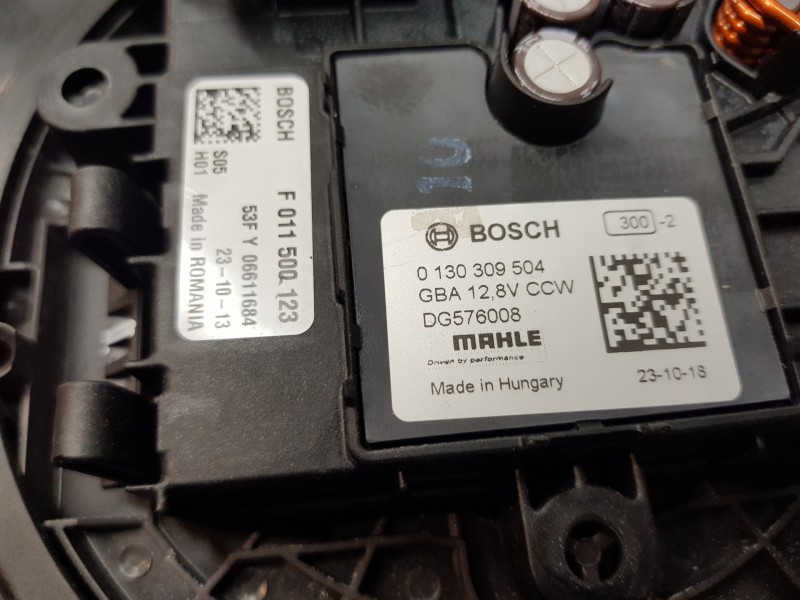 BOSCH
S05
H01
F 011 500 123
53F Y 06611684
23-10-13
Made in ROMANIA
BOSCH
300 -2
0 130 309 504
GBA 12,8V CCW
DG576008
MAHLE
Driven by performance
Made in Hungary
23-10-18